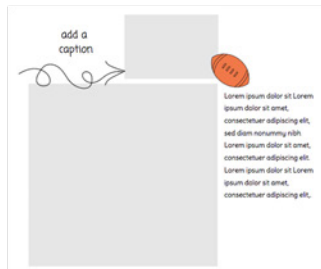 add a
caption
Lorem ipsum dolor sit Lorem
ipsum dolor sit amet,
consectetuer adipiscing elit,
sed diam nonummy nibh
Lorem ipsum dolor sit amet,
consectetuer adipiscing elit.
Lorem ipsum dolor sit Lorem
ipsum dolor sit amet,
consectetuer adipiscing elit,